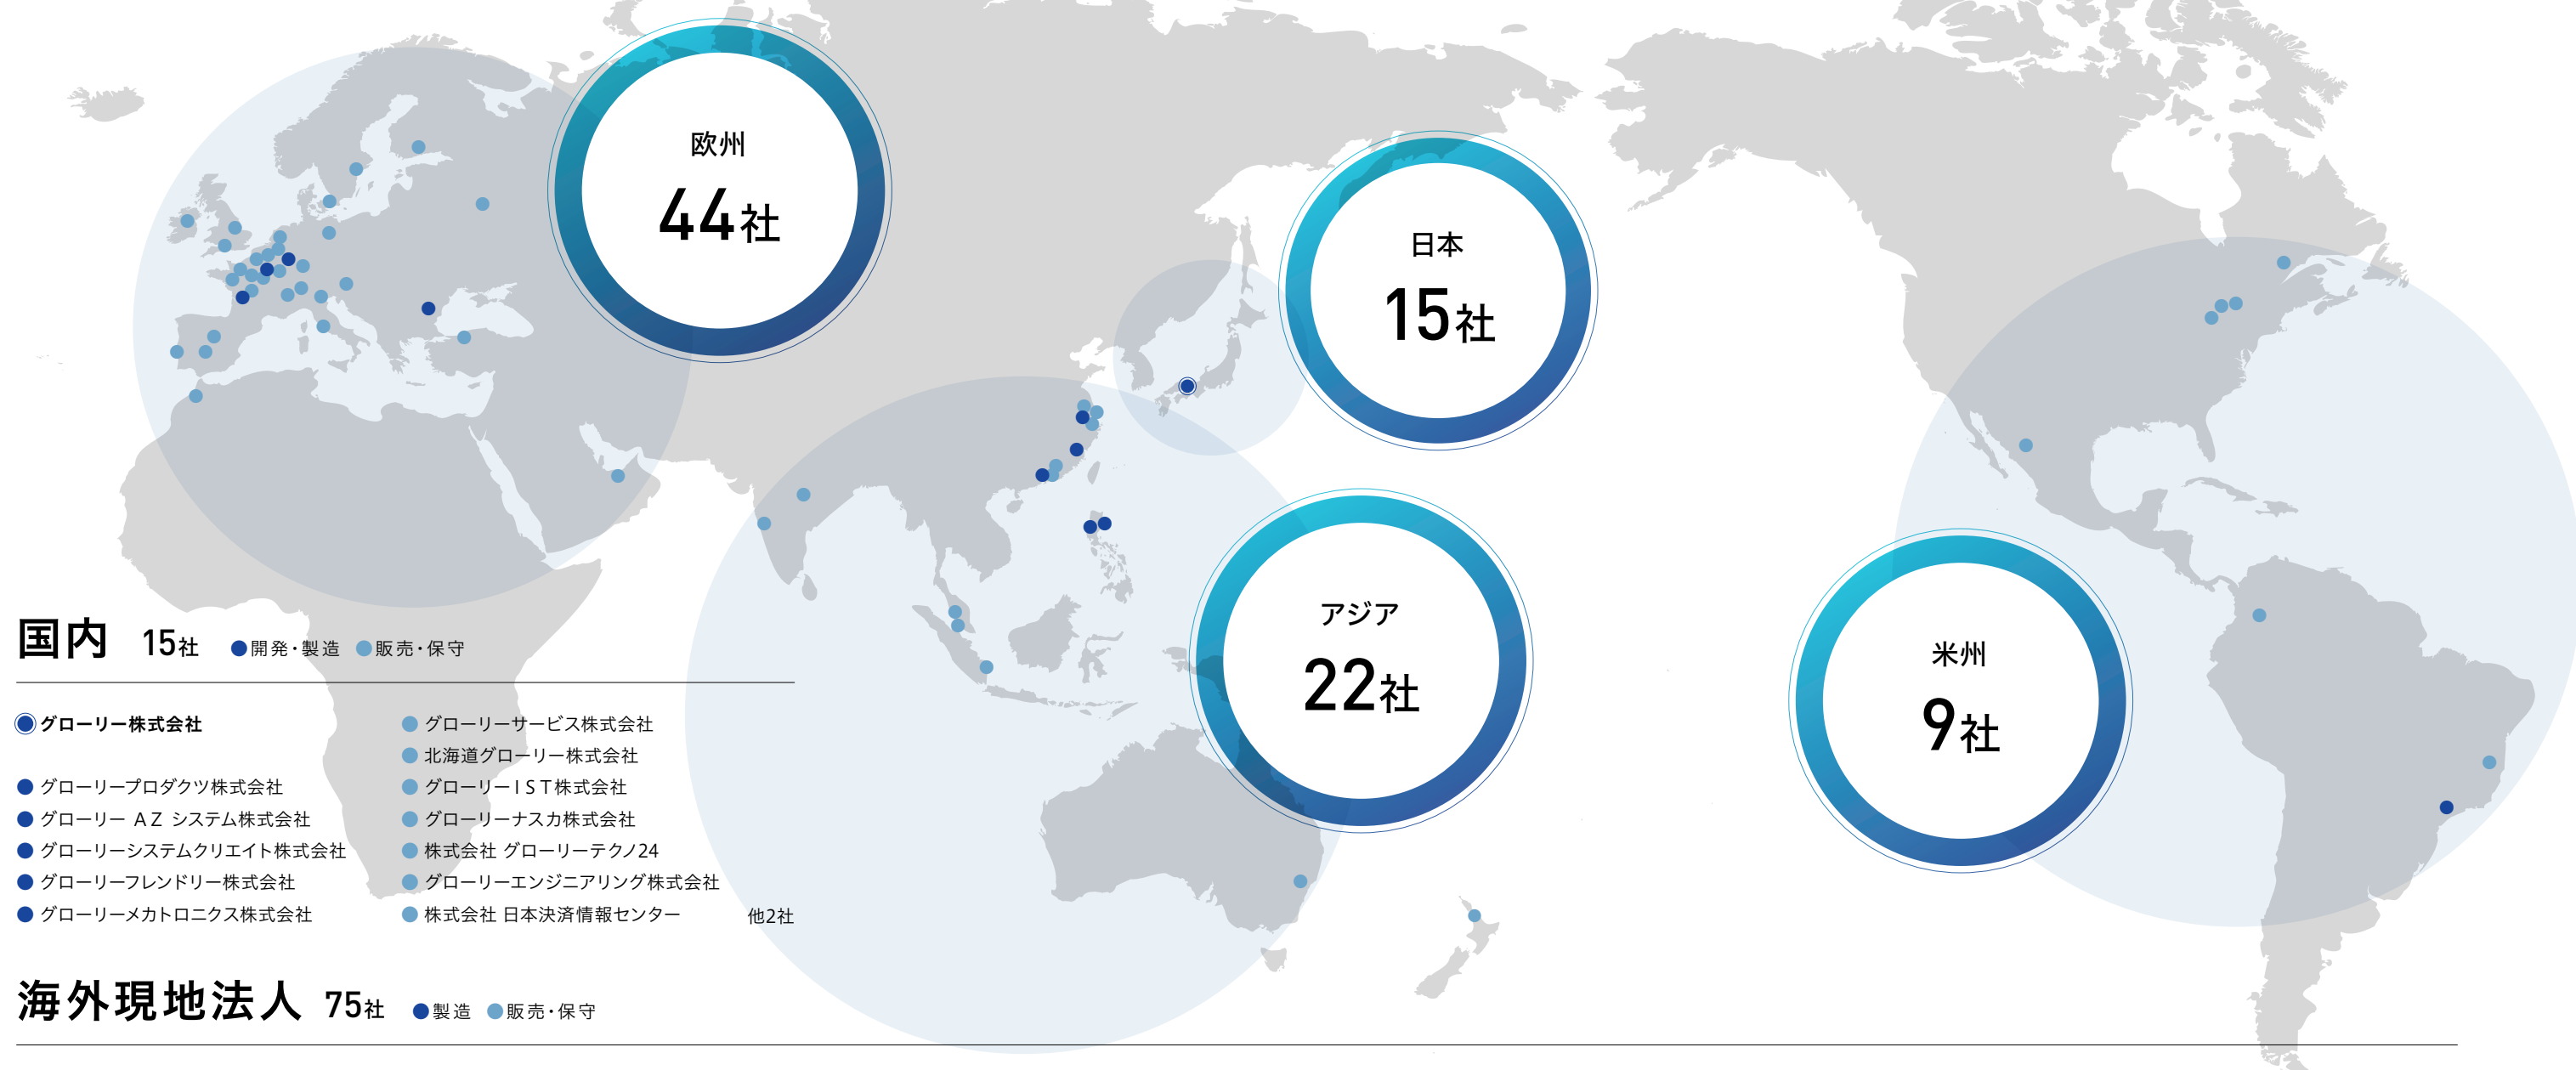 欧州
44社
日本
15社
アジア
22社
米州
9社
国内 15社 開発・製造 販売・保守
グローリー株式会社
グローリープロダクツ株式会社
グローリー AZ システム株式会社
グローリーシステムクリエイト株式会社
グローリーフレンドリー株式会社
グローリーメカトロニクス株式会社
グローリーサービス株式会社
北海道グローリー株式会社
グローリーIST株式会社
グローリーナスカ株式会社
株式会社 グローリーテクノ24
グローリーエンジニアリング株式会社
株式会社 日本決済情報センター
他2社
海外現地法人 75社 製造 販売・保守